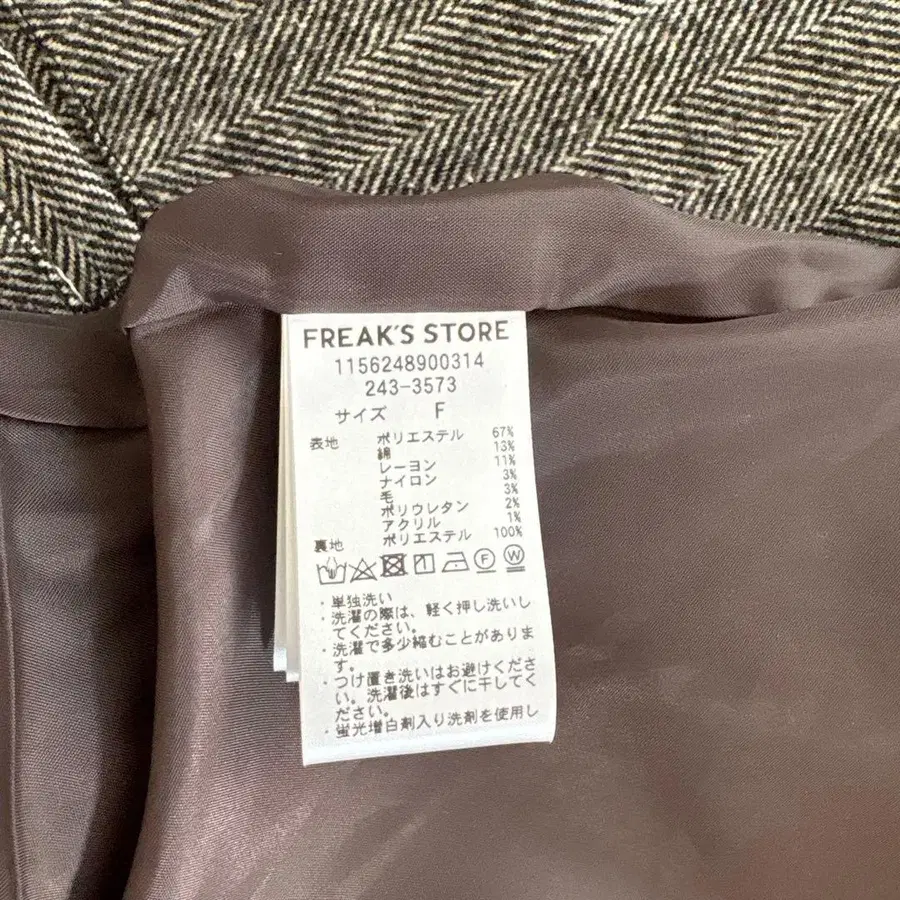 FREAK'S STORE
1156248900314
243-3573
サイズ F
表地 ポリエステル 67%
綿 13%
レーヨン 11%
ナイロン 3%
毛 3%
ポリウレタン 2%
アクリル 1%
裏地 ポリエステル 100%
F W
・単独洗い
・洗濯の際は、軽く押し洗いし
てください。
・洗濯で多少縮むことがありま
す。
・つけ置き洗いはお避けくださ
い。洗濯後はすぐに干してく
ださい。
・蛍光増白剤入り洗剤を使用し